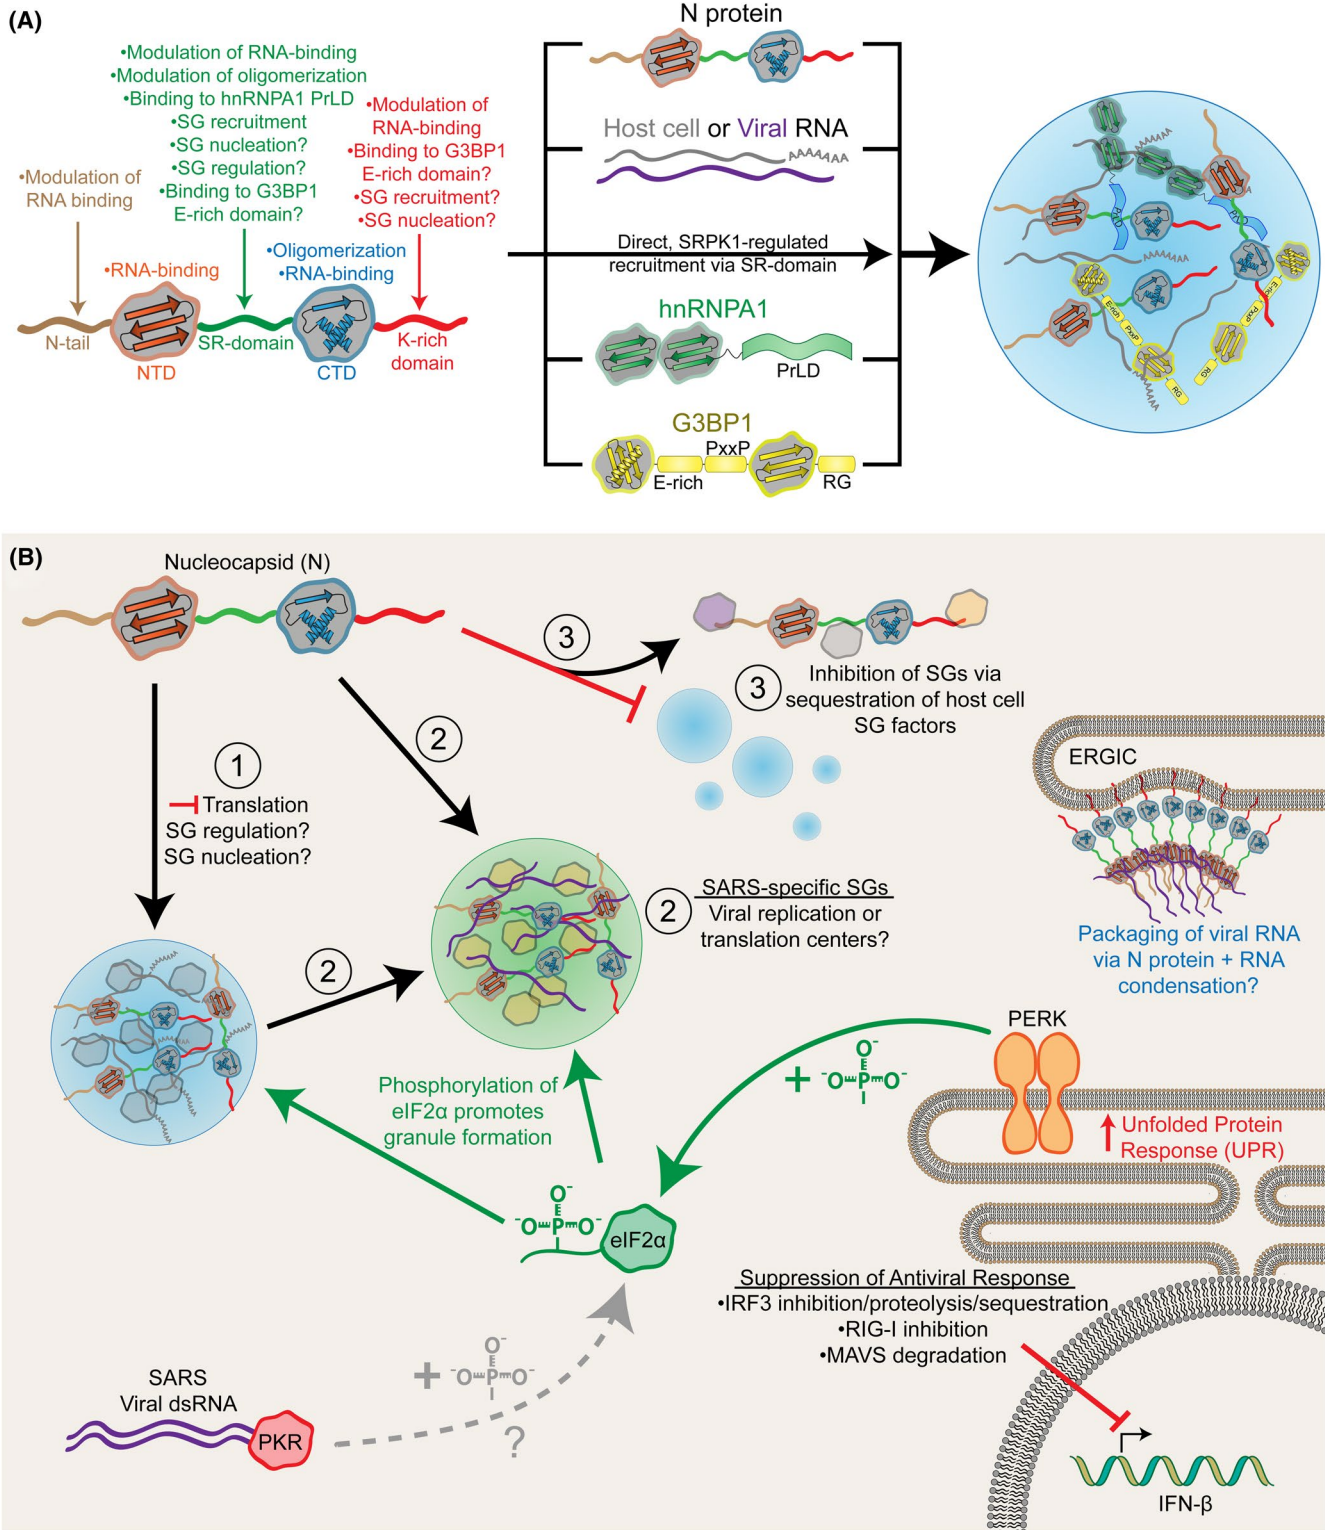 (A)
•Modulation of RNA-binding
•Modulation of oligomerization
•Binding to hnRNPA1 PrLD
•SG recruitment
•SG nucleation?
•SG regulation?
•Binding to G3BP1
E-rich domain?
•Modulation of
RNA-binding
•Binding to G3BP1
E-rich domain?
•SG recruitment?
•SG nucleation?
•Modulation of
RNA binding
•RNA-binding
•Oligomerization
•RNA-binding
N-tail
NTD
SR-domain
CTD
K-rich
domain
N protein
Host cell or Viral RNA
Direct, SRPK1-regulated
recruitment via SR-domain
hnRNPA1
PrLD
G3BP1
PxxP
E-rich
RG
PrLD
E-rich
PxxP
RG
E-rich
PxxP
RG
(B)
Nucleocapsid (N)
3
3
Inhibition of SGs via
sequestration of host cell
SG factors
2
1
Translation
SG regulation?
SG nucleation?
ERGIC
2
SARS-specific SGs
Viral replication or
translation centers?
2
Packaging of viral RNA
via N protein + RNA
condensation?
PERK
+ O⁻ ⁻O P O⁻
Phosphorylation of
eIF2α promotes
granule formation
Unfolded Protein
Response (UPR)
O⁻ ⁻O P O⁻
eIF2α
Suppression of Antiviral Response
•IRF3 inhibition/proteolysis/sequestration
•RIG-I inhibition
•MAVS degradation
+ O⁻ ⁻O P O⁻
?
SARS
Viral dsRNA
PKR
IFN-β